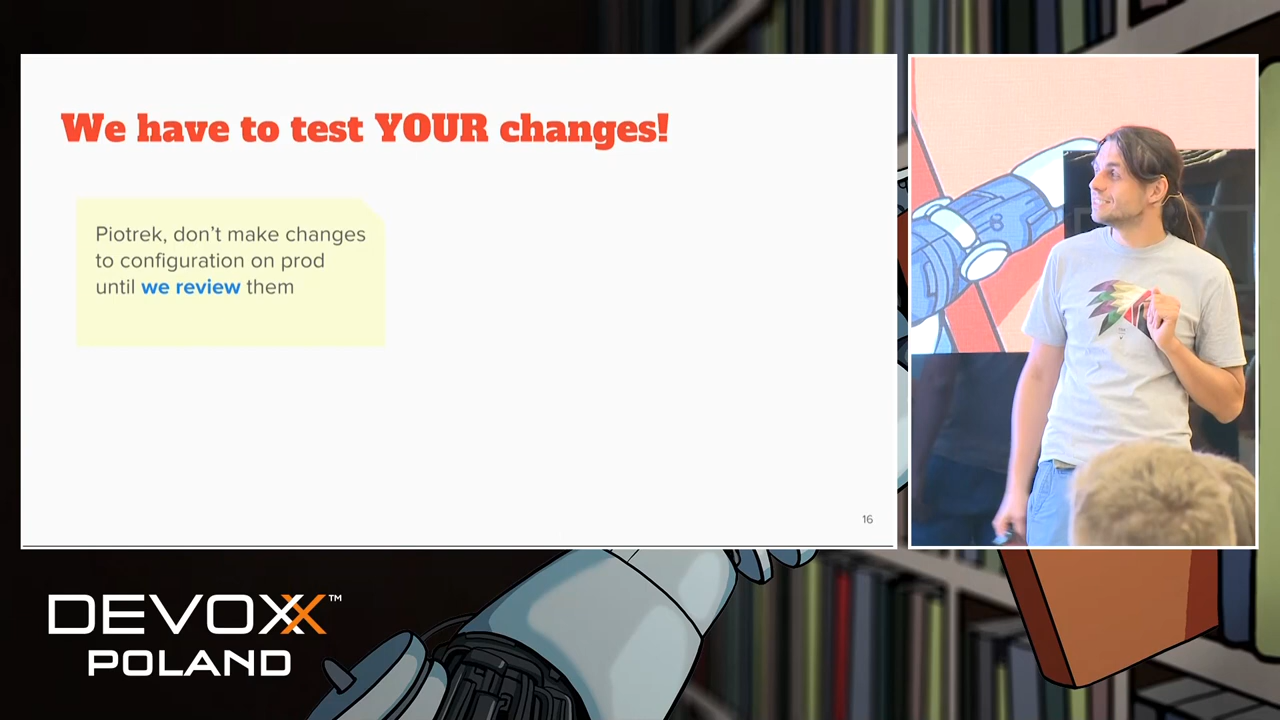 We have to test YOUR changes!
Piotrek, don't make changes
to configuration on prod
until we review them
16
DEVOXX™
POLAND